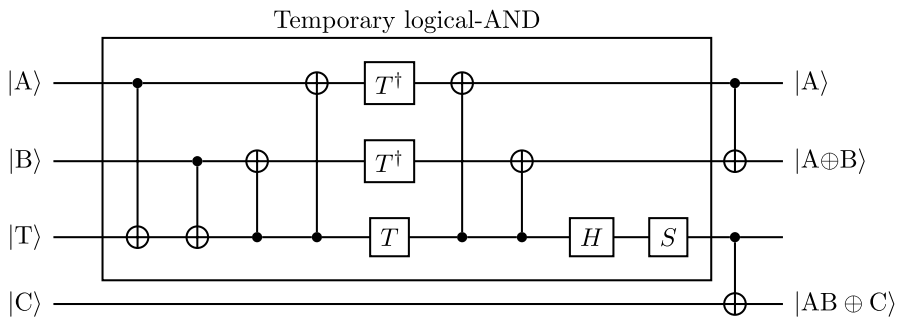 Temporary logical-AND
|A⟩ T† |A⟩
|B⟩ T† |A⊕B⟩
|T⟩ T H S
|C⟩ |AB ⊕ C⟩